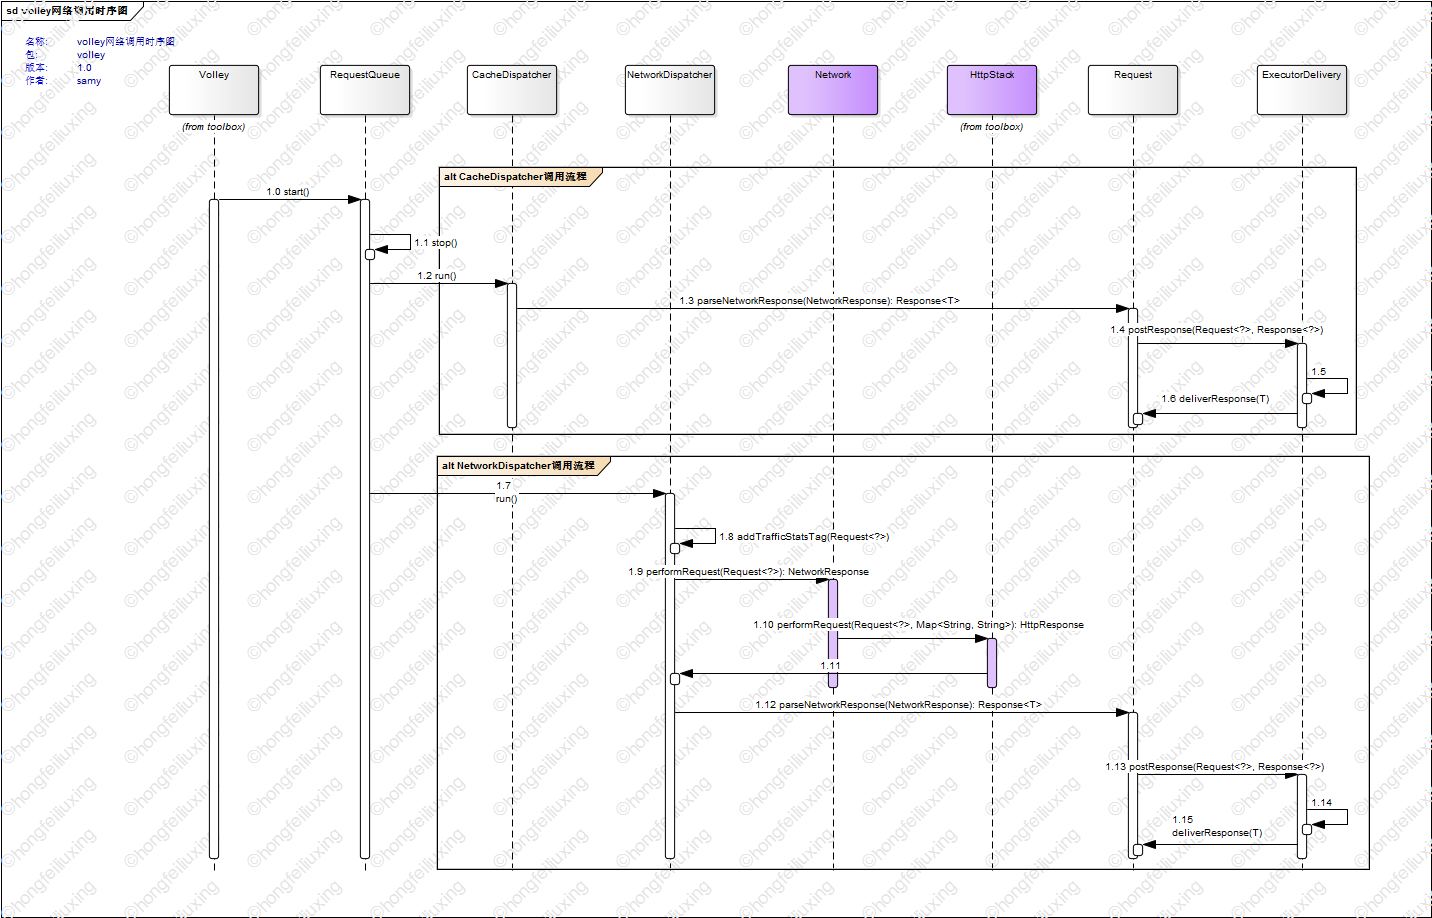 sd volley网络调用时序图
名称: volley网络调用时序图
包: volley
版本: 1.0
作者: samy
Volley
RequestQueue
CacheDispatcher
NetworkDispatcher
Network
HttpStack
Request
ExecutorDelivery
(from toolbox)
(from toolbox)
alt CacheDispatcher调用流程
1.0 start()
1.1 stop()
1.2 run()
1.3 parseNetworkResponse(NetworkResponse): Response<T>
1.4 postResponse(Request<?>, Response<?>)
1.5
1.6 deliverResponse(T)
alt NetworkDispatcher调用流程
1.7
run()
1.8 addTrafficStatsTag(Request<?>)
1.9 performRequest(Request<?>): NetworkResponse
1.10 performRequest(Request<?>, Map<String, String>): HttpResponse
1.11
1.12 parseNetworkResponse(NetworkResponse): Response<T>
1.13 postResponse(Request<?>, Response<?>)
1.14
1.15
deliverResponse(T)
©hongfeiliuxing